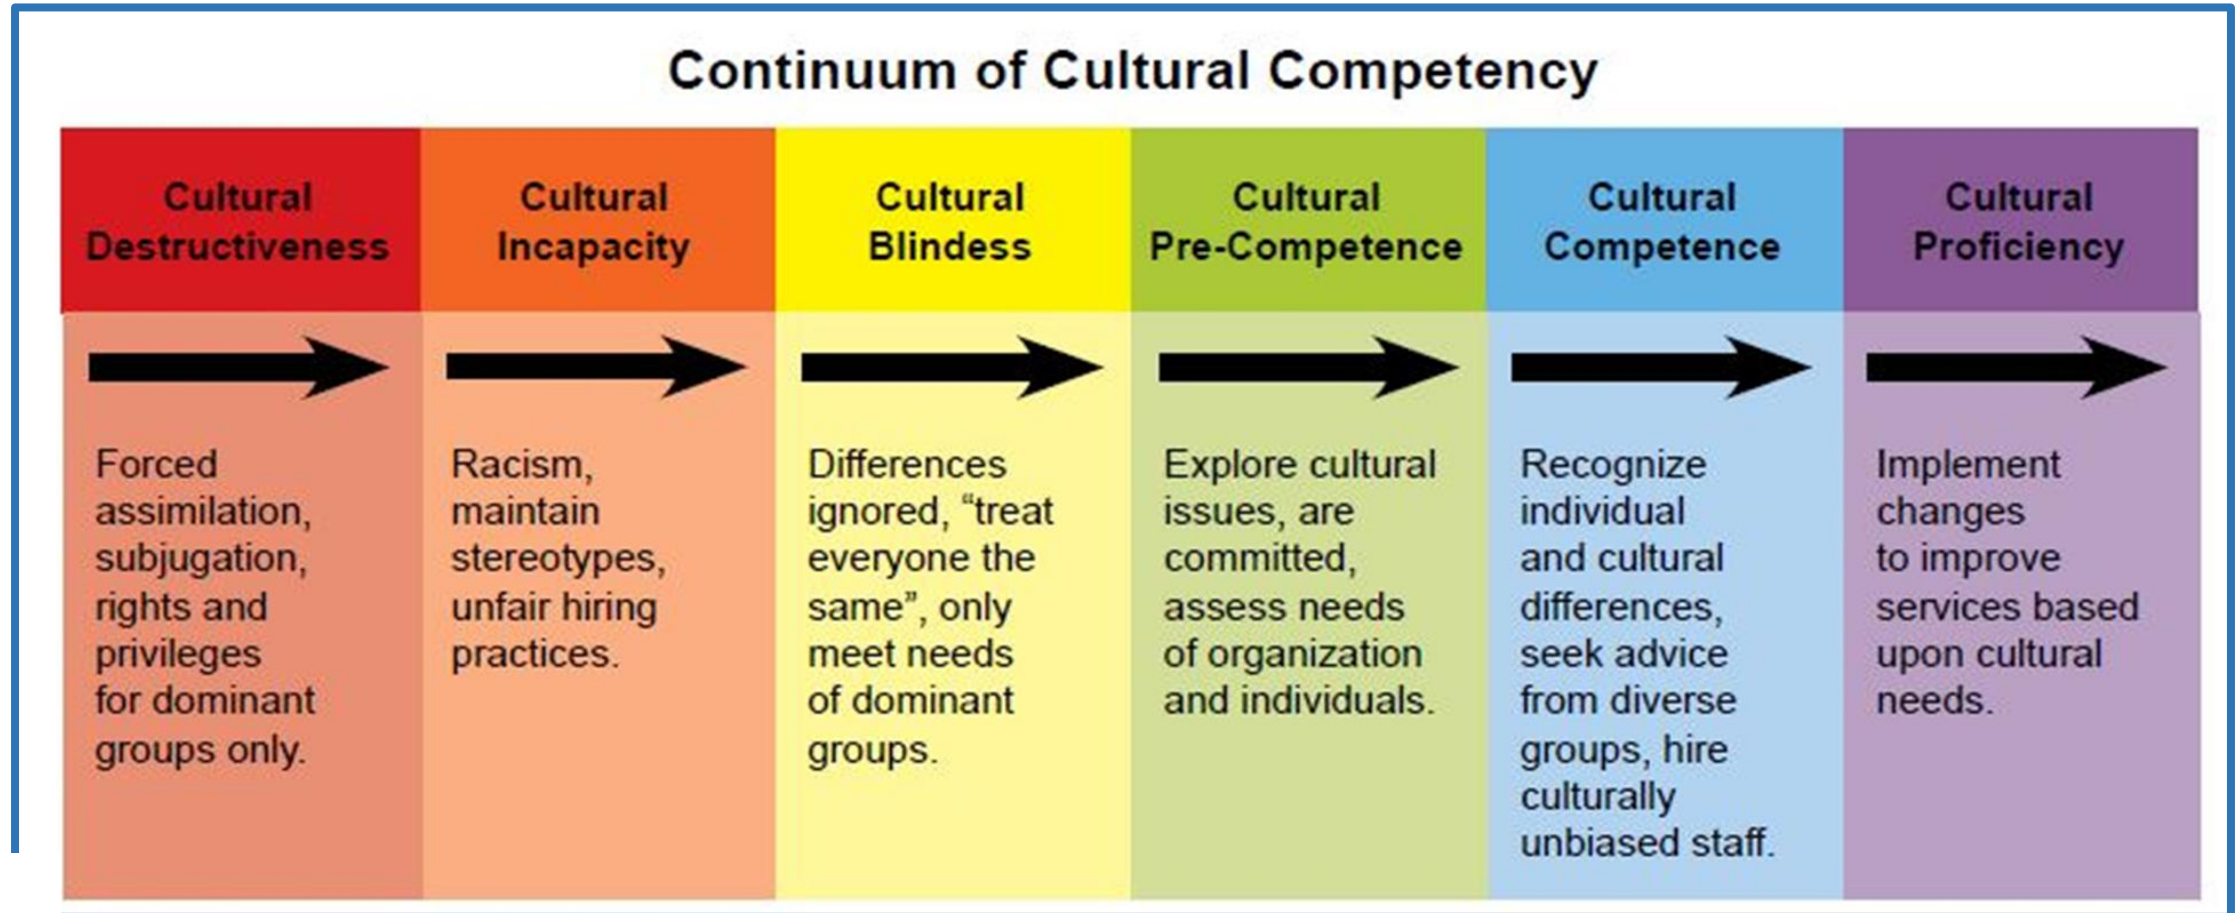 Continuum of Cultural Competency
Cultural
Destructiveness
Cultural
Incapacity
Cultural
Blindess
Cultural
Pre-Competence
Cultural
Competence
Cultural
Proficiency
Forced
assimilation,
subjugation,
rights and
privileges
for dominant
groups only.
Racism,
maintain
stereotypes,
unfair hiring
practices.
Differences
ignored, “treat
everyone the
same”, only
meet needs
of dominant
groups.
Explore cultural
issues, are
committed,
assess needs
of organization
and individuals.
Recognize
individual
and cultural
differences,
seek advice
from diverse
groups, hire
culturally
unbiased staff.
Implement
changes
to improve
services based
upon cultural
needs.